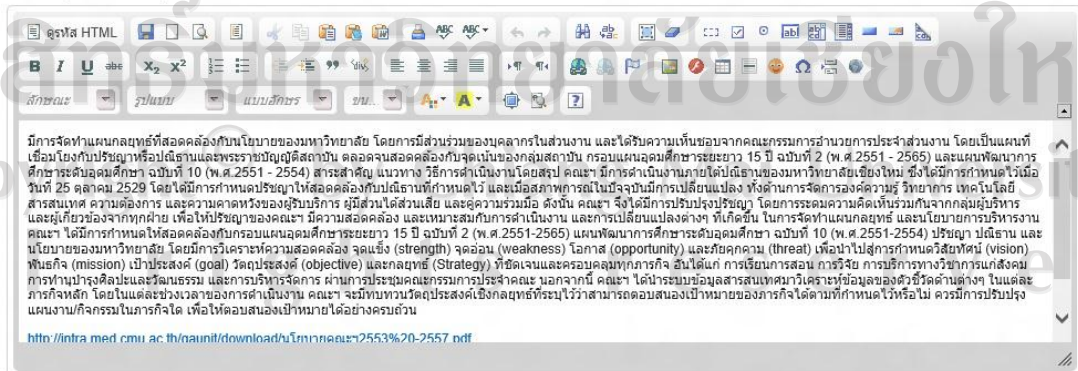 ดูรหัส HTML
B I U abc X₂ X²
ลักษณะ รูปแบบ แบบอักษร ขน..
มีการจัดทำแผนกลยุทธ์ที่สอดคล้องกับนโยบายของมหาวิทยาลัย โดยการมีส่วนร่วมของบุคลากรในส่วนงาน และได้รับความเห็นชอบจากคณะกรรมการอำนวยการประจำส่วนงาน โดยเป็นแผนที่
เชื่อมโยงกับปรัชญาหรือปณิธานและพระราชบัญญัติสถาบัน ตลอดจนสอดคล้องกับจุดเน้นของกลุ่มสถาบัน กรอบแผนอุดมศึกษาระยะยาว 15 ปี ฉบับที่ 2 (พ.ศ.2551 - 2565) และแผนพัฒนาการ
ศึกษาระดับอุดมศึกษา ฉบับที่ 10 (พ.ศ.2551 - 2554) สาระสำคัญ แนวทาง วิธีการดำเนินงานโดยสรุป คณะฯ มีการดำเนินงานภายใต้ปณิธานของมหาวิทยาลัยเชียงใหม่ ซึ่งได้มีการกำหนดไว้เมื่อ
วันที่ 25 ตุลาคม 2529 โดยได้มีการกำหนดปรัชญาให้สอดคล้องกับปณิธานที่กำหนดไว้ และเมื่อสภาพการณ์ในปัจจุบันมีการเปลี่ยนแปลง ทั้งด้านการจัดการองค์ความรู้ วิทยาการ เทคโนโลยี
สารสนเทศ ความต้องการ และความคาดหวังของผู้รับบริการ ผู้มีส่วนได้ส่วนเสีย และคู่ความร่วมมือ ดังนั้น คณะฯ จึงได้มีการปรับปรุงปรัชญา โดยการระดมความคิดเห็นร่วมกันจากกลุ่มผู้บริหาร
และผู้เกี่ยวข้องจากทุกฝ่าย เพื่อให้ปรัชญาของคณะฯ มีความสอดคล้อง และเหมาะสมกับการดำเนินงาน และการเปลี่ยนแปลงต่างๆ ที่เกิดขึ้น ในการจัดทำแผนกลยุทธ์ และนโยบายการบริหารงาน
คณะฯ ได้มีการกำหนดให้สอดคล้องกับกรอบแผนอุดมศึกษาระยะยาว 15 ปี ฉบับที่ 2 (พ.ศ.2551-2565) แผนพัฒนาการศึกษาระดับอุดมศึกษา ฉบับที่ 10 (พ.ศ.2551-2554) ปรัชญา ปณิธาน และ
นโยบายของมหาวิทยาลัย โดยมีการวิเคราะห์ความสอดคล้อง จุดแข็ง (strength) จุดอ่อน (weakness) โอกาส (opportunity) และภัยคุกคาม (threat) เพื่อนำไปสู่การกำหนดวิสัยทัศน์ (vision)
พันธกิจ (mission) เป้าประสงค์ (goal) วัตถุประสงค์ (objective) และกลยุทธ์ (Strategy) ที่ชัดเจนและครอบคลุมทุกภารกิจ อันได้แก่ การเรียนการสอน การวิจัย การบริการทางวิชาการแก่สังคม
การทำนุบำรุงศิลปะและวัฒนธรรม และการบริหารจัดการ ผ่านการประชุมคณะกรรมการประจำคณะ นอกจากนี้ คณะฯ ได้นำระบบข้อมูลสารสนเทศมาวิเคราะห์ข้อมูลของตัวชี้วัดด้านต่างๆ ในแต่ละ
ภารกิจหลัก โดยในแต่ละช่วงเวลาของการดำเนินงาน คณะฯ จะมีทบทวนวัตถุประสงค์เชิงกลยุทธ์ที่ระบุไว้ว่าสามารถตอบสนองเป้าหมายของภารกิจได้ตามที่กำหนดไว้หรือไม่ ควรมีการปรับปรุง
แผนงาน/กิจกรรมในภารกิจใด เพื่อให้ตอบสนองเป้าหมายได้อย่างครบถ้วน
http://intra.med.cmu.ac.th/qaunit/download/นโยบายคณะฯ2553%20-2557.pdf